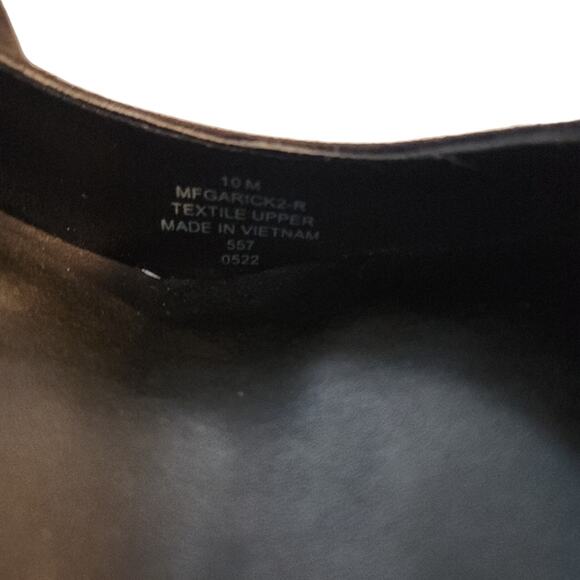 10 M
MFGARICK2-R
TEXTILE UPPER
MADE IN VIETNAM
557
0522